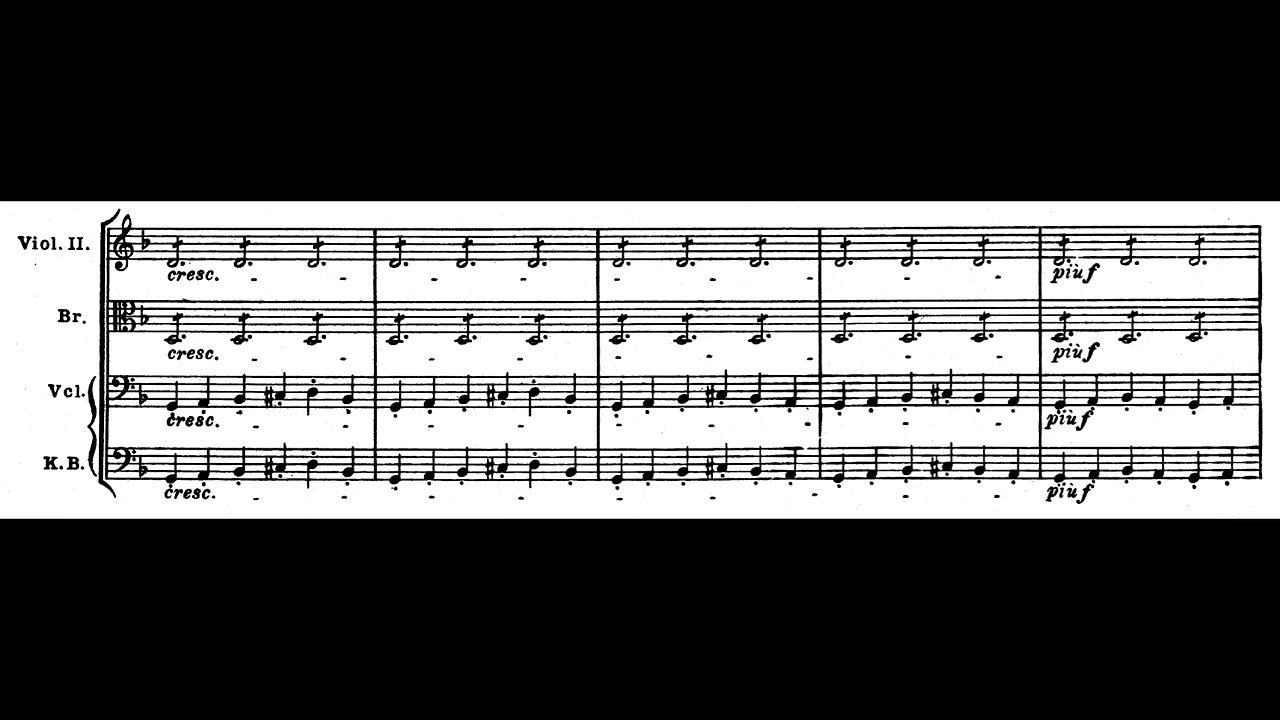 Viol. II.
cresc.
più f
Br.
cresc.
più f
Vcl.
cresc.
più f
K.B.
cresc.
più f